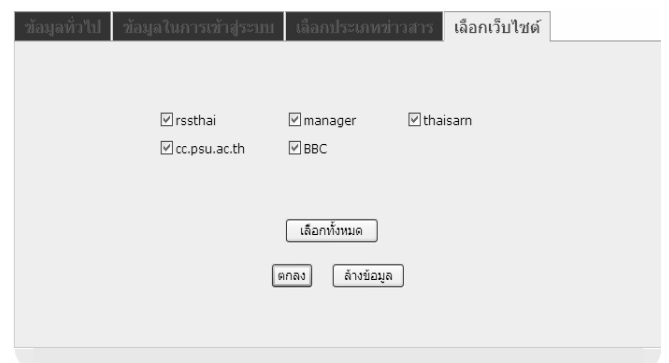 ข้อมูลทั่วไป ข้อมูลในการเข้าสู่ระบบ เลือกประเภทข่าวสาร เลือกเว็บไซต์
rssthai manager thaisarn
cc.psu.ac.th BBC
เลือกทั้งหมด
ตกลง ล้างข้อมูล